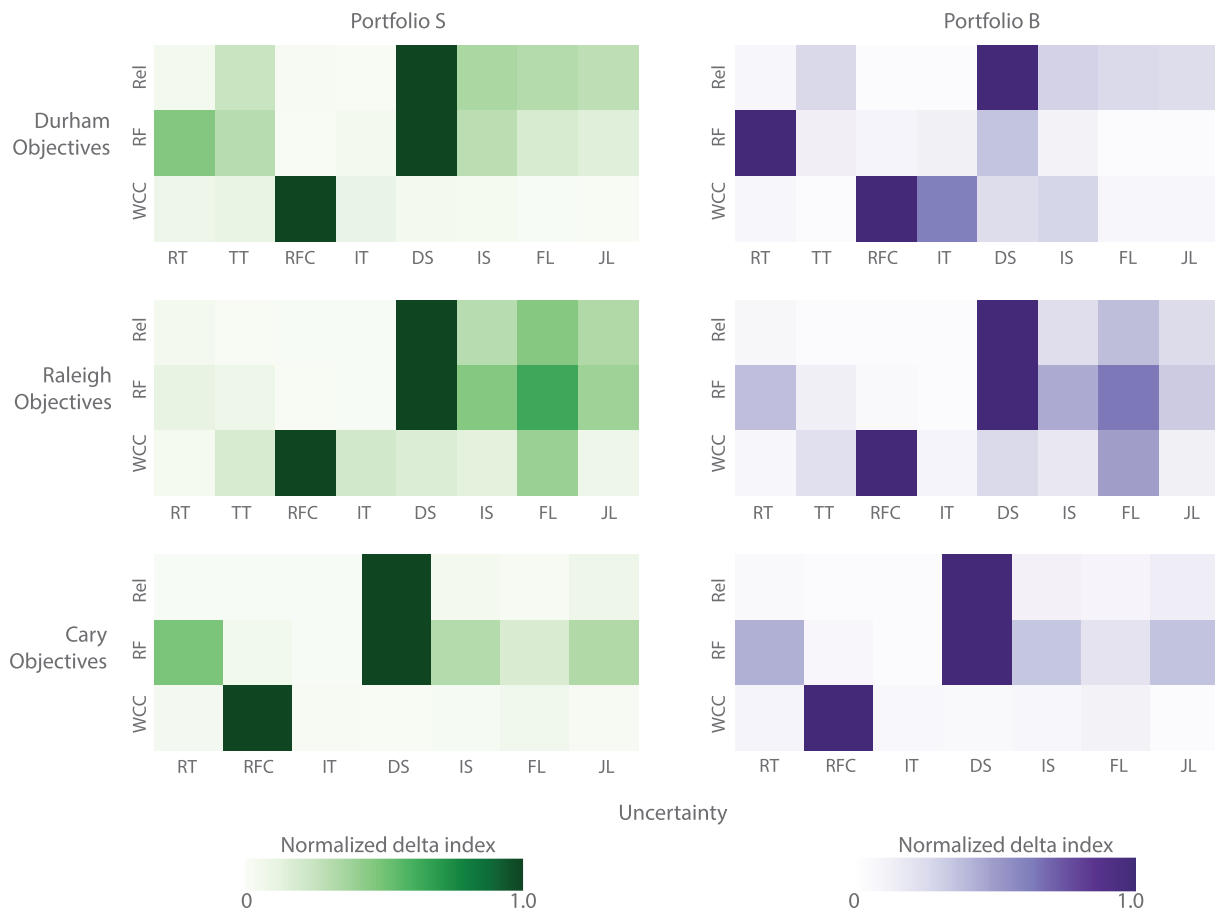 Portfolio S
Portfolio B
Durham
Objectives
Rel
RF
WCC
RT TT RFC IT DS IS FL JL
Rel
RF
WCC
RT TT RFC IT DS IS FL JL
Raleigh
Objectives
Rel
RF
WCC
RT TT RFC IT DS IS FL JL
Rel
RF
WCC
RT TT RFC IT DS IS FL JL
Cary
Objectives
Rel
RF
WCC
RT RFC IT DS IS FL JL
Rel
RF
WCC
RT RFC IT DS IS FL JL
Uncertainty
Normalized delta index
0 1.0
Normalized delta index
0 1.0